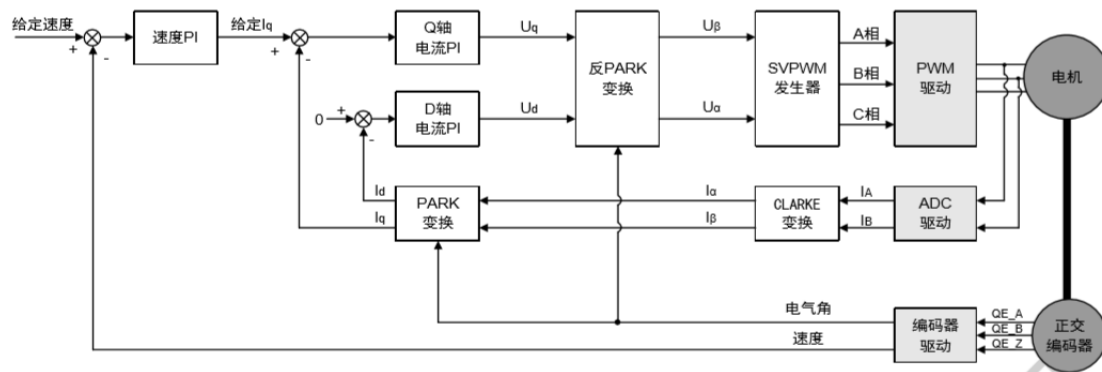 给定速度
+
-
速度PI
给定Iq
+
-
Q轴
电流PI
Uq
反PARK
变换
Uβ
SVPWM
发生器
A相
B相
C相
PWM
驱动
电机
0
+
-
D轴
电流PI
Ud
Uα
Id
Iq
PARK
变换
Iα
Iβ
CLARKE
变换
IA
IB
ADC
驱动
电气角
速度
编码器
驱动
QE_A
QE_B
QE_Z
正交
编码器